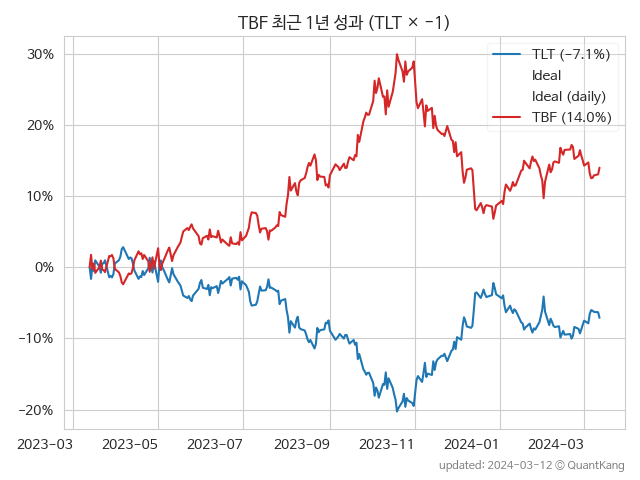 TBF 최근 1년 성과 (TLT × −1)
30%
20%
10%
0%
−10%
−20%
TLT (−7.1%)
Ideal
Ideal (daily)
TBF (14.0%)
2023−03
2023−05
2023−07
2023−09
2023−11
2024−01
2024−03
updated: 2024-03-12 © QuantKang